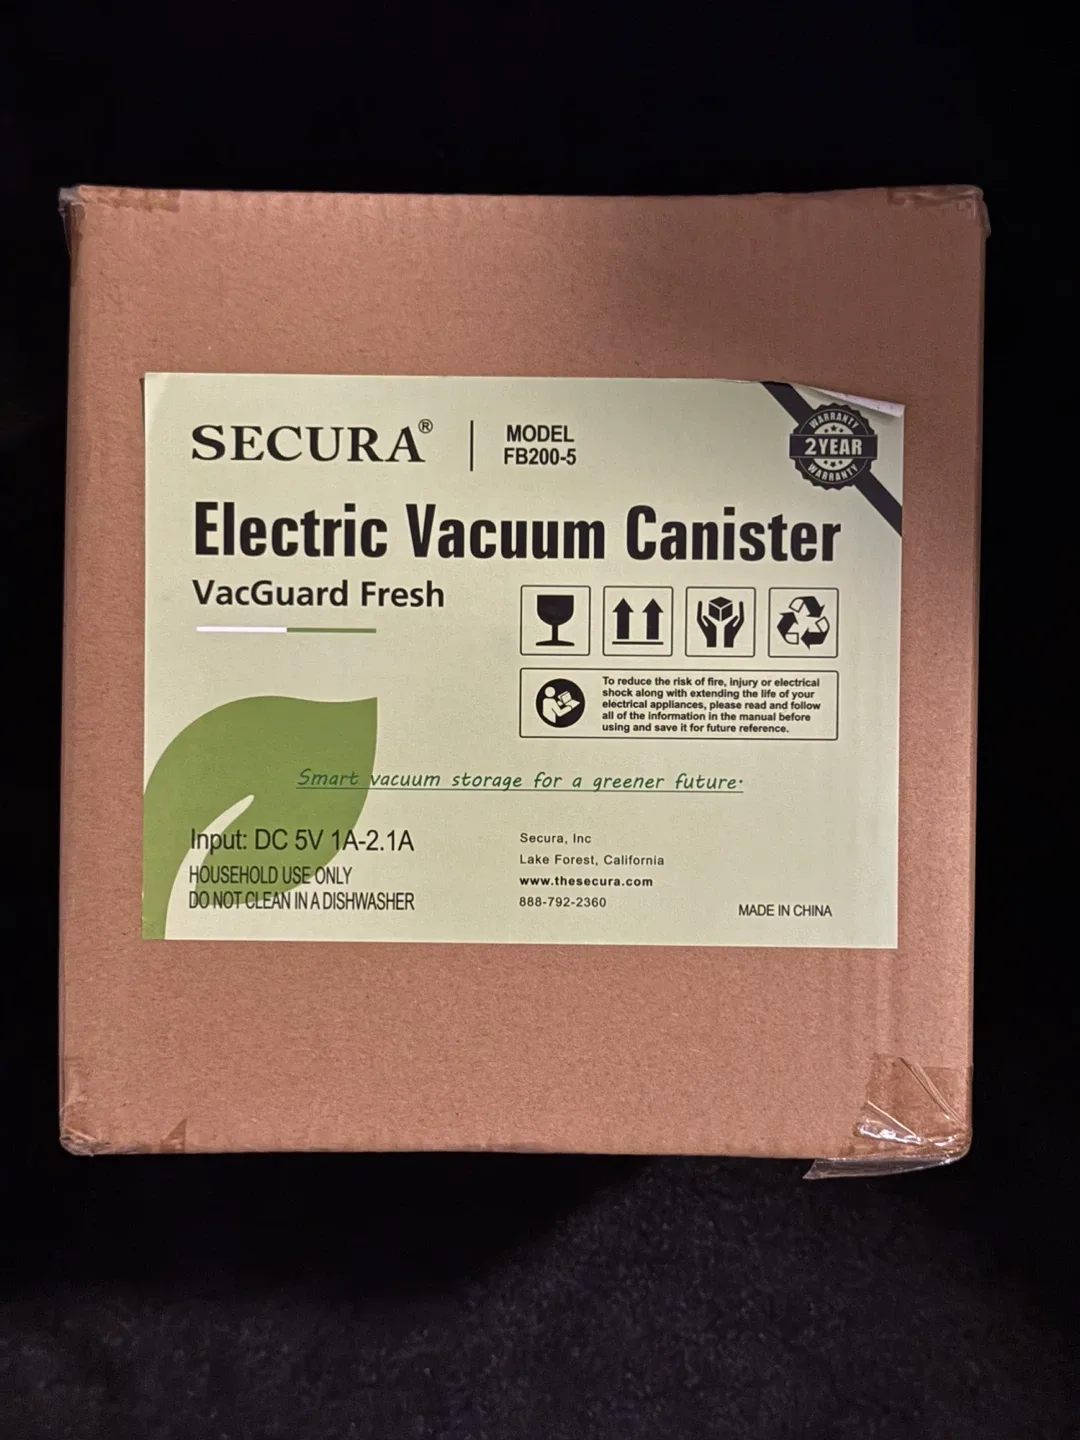 SECURA®
MODEL
FB200-5
WARRANTY
2YEAR
WARRANTY
Electric Vacuum Canister
VacGuard Fresh
To reduce the risk of fire, injury or electrical
shock along with extending the life of your
electrical appliances, please read and follow
all of the information in the manual before
using and save it for future reference.
Smart vacuum storage for a greener future.
Input: DC 5V 1A-2.1A
HOUSEHOLD USE ONLY
DO NOT CLEAN IN A DISHWASHER
Secura, Inc
Lake Forest, California
www.thesecura.com
888-792-2360
MADE IN CHINA